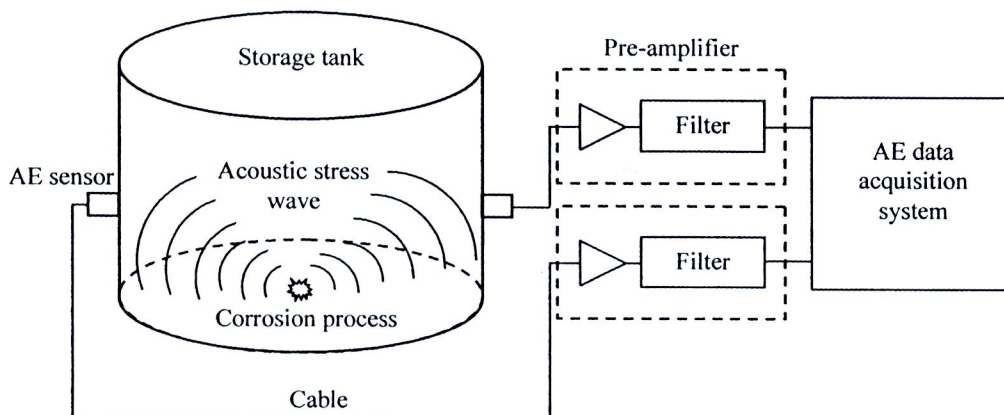 Storage tank
Pre-amplifier
Filter
AE data
acquisition
system
AE sensor
Acoustic stress
wave
Filter
Corrosion process
Cable